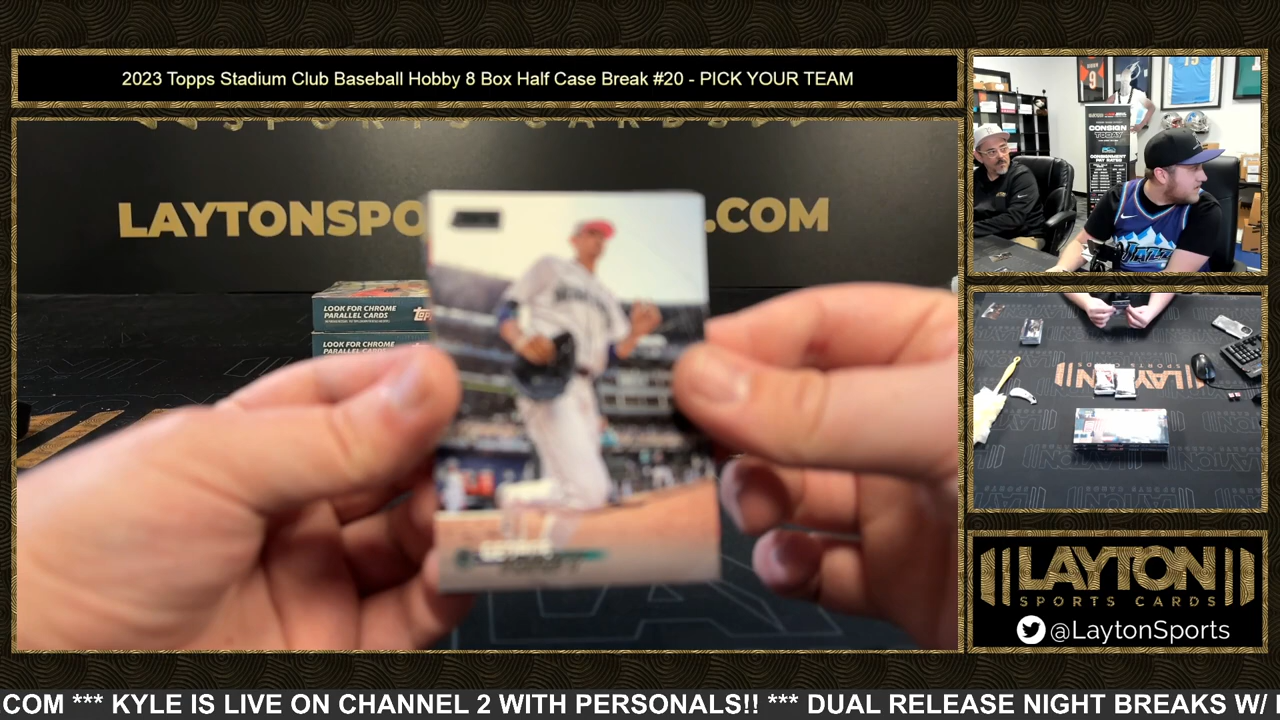 2023 Topps Stadium Club Baseball Hobby 8 Box Half Case Break #20 - PICK YOUR TEAM
LAYTONSPO .COM
LOOK FOR CHROME
PARALLEL CARDS
LOOK FOR CHROME
PARALLEL CARDS
CONSIGN
TODAY
LAYTON
LAYTON
SPORTS CARDS
@LaytonSports
COM *** KYLE IS LIVE ON CHANNEL 2 WITH PERSONALS!! *** DUAL RELEASE NIGHT BREAKS W/